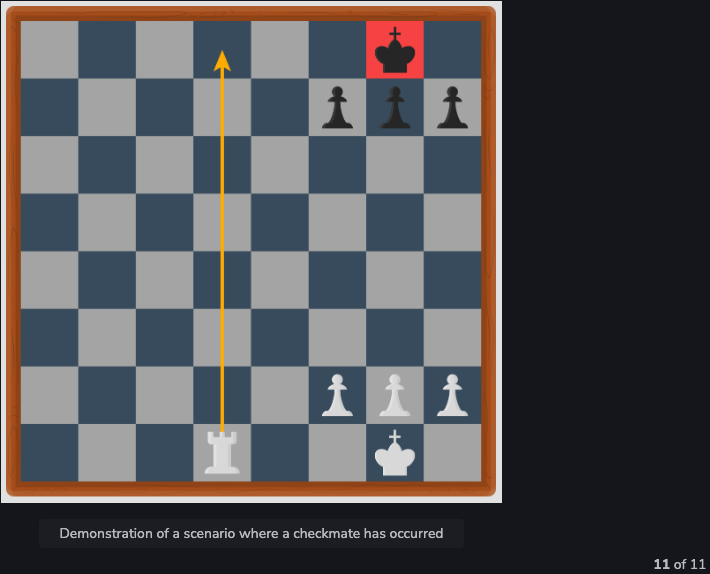 Demonstration of a scenario where a checkmate has occurred
11 of 11